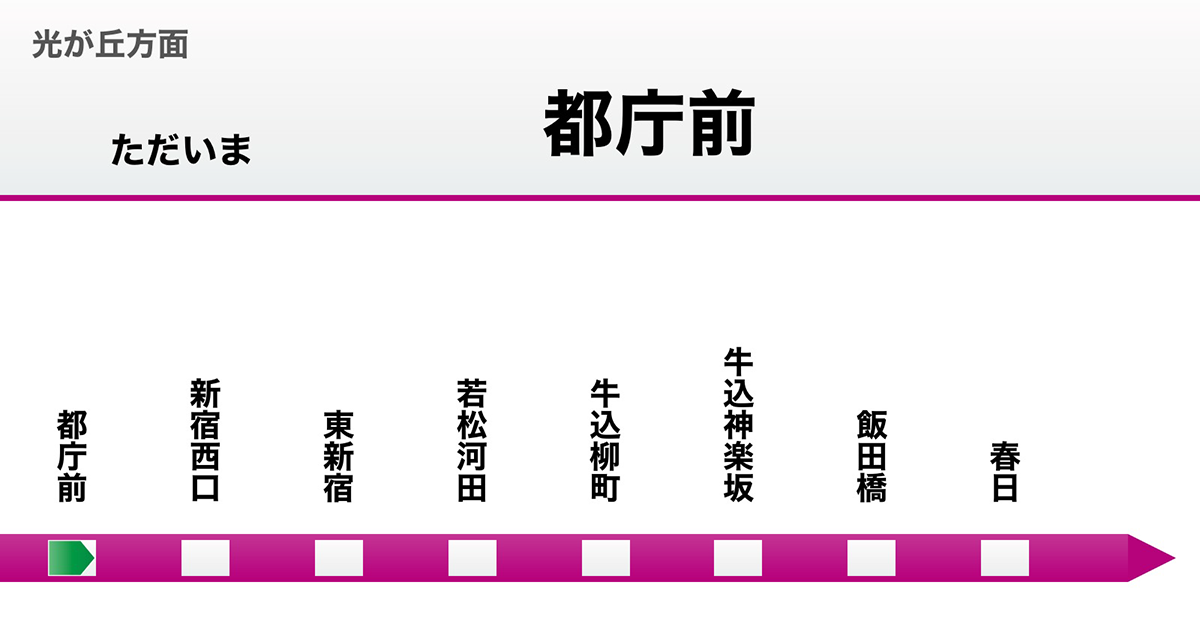 光が丘方面
ただいま
都庁前
都庁前
新宿西口
東新宿
若松河田
牛込柳町
牛込神楽坂
飯田橋
春日